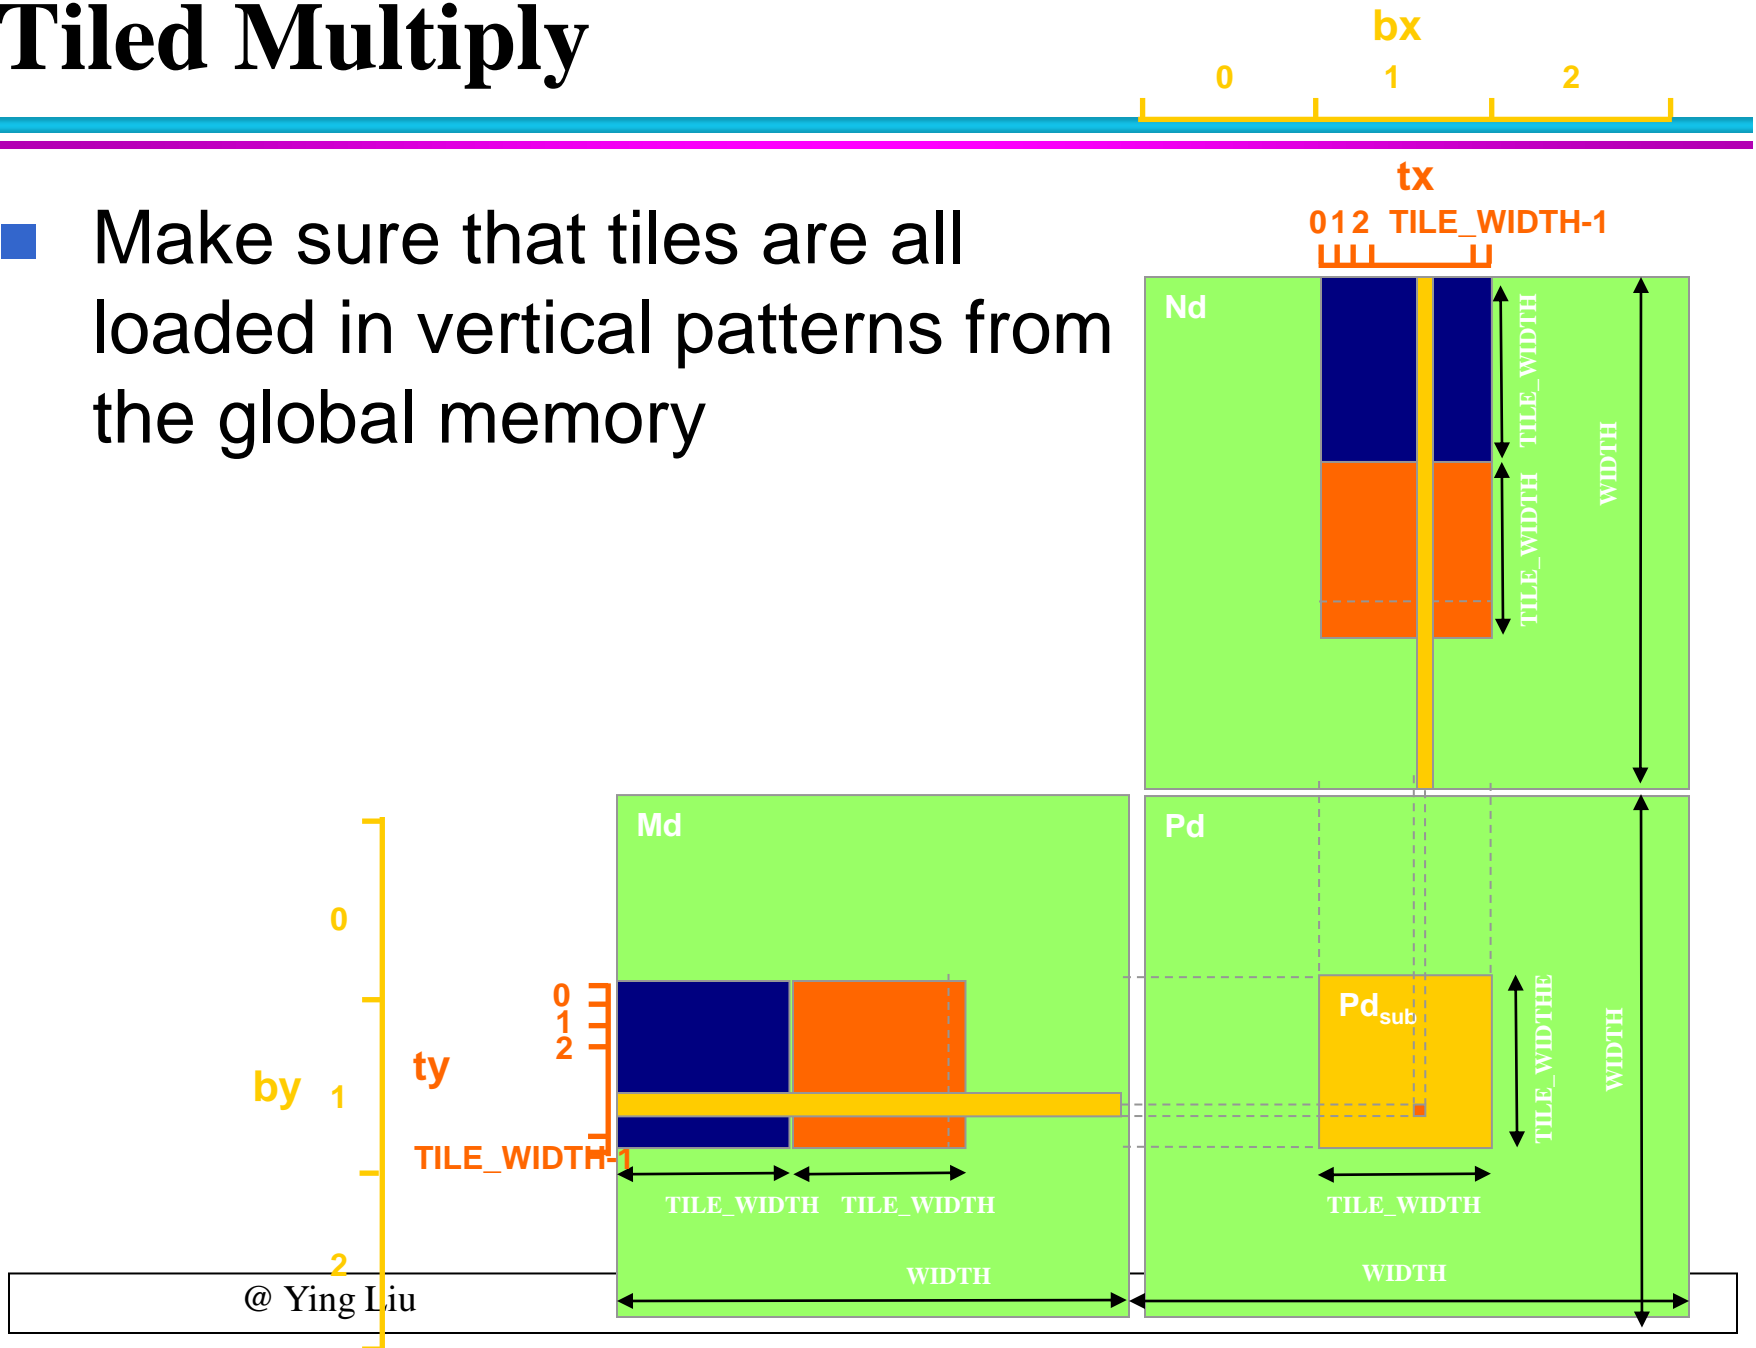 Tiled Multiply
bx
0 1 2
tx
0 1 2 TILE_WIDTH-1
Make sure that tiles are all
loaded in vertical patterns from
the global memory
Nd
TILE_WIDTH
TILE_WIDTH
WIDTH
Md
Pd
0
by 1
2
ty
0
1
2
TILE_WIDTH-1
Pdsub
TILE_WIDTHE
WIDTH
TILE_WIDTH TILE_WIDTH
TILE_WIDTH
WIDTH
WIDTH
@ Ying Liu